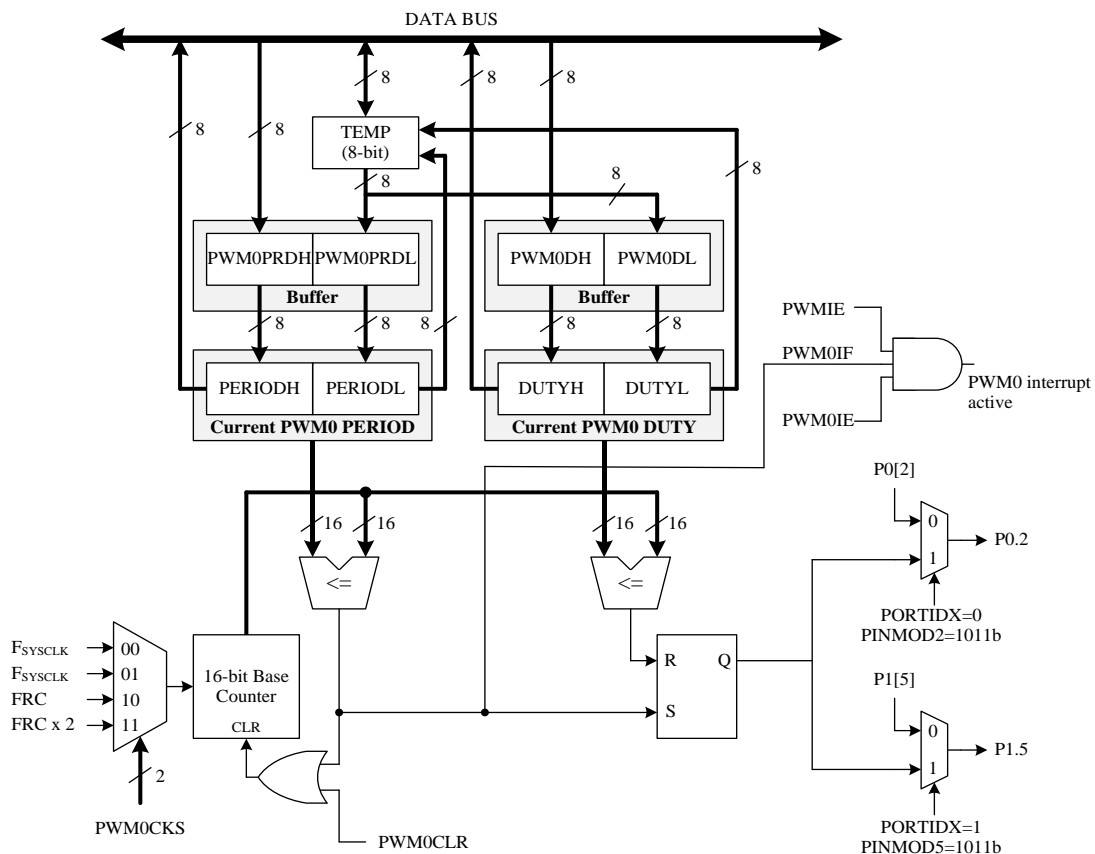 DATA BUS
8
8
8
8
8
TEMP
(8-bit)
8
8
8
PWM0PRDH
PWM0PRDL
Buffer
PWM0DH
PWM0DL
Buffer
8
8
8
8
8
PERIODH
PERIODL
Current PWM0 PERIOD
DUTYH
DUTYL
Current PWM0 DUTY
PWMIE
PWM0IF
PWM0IE
PWM0 interrupt
active
16
16
16
16
<=
<=
P0[2]
0
1
P0.2
PORTIDX=0
PINMOD2=1011b
FSYSCLK
FSYSCLK
FRC
FRC x 2
00
01
10
11
2
PWM0CKS
16-bit Base
Counter
CLR
PWM0CLR
R
Q
S
P1[5]
0
1
P1.5
PORTIDX=1
PINMOD5=1011b